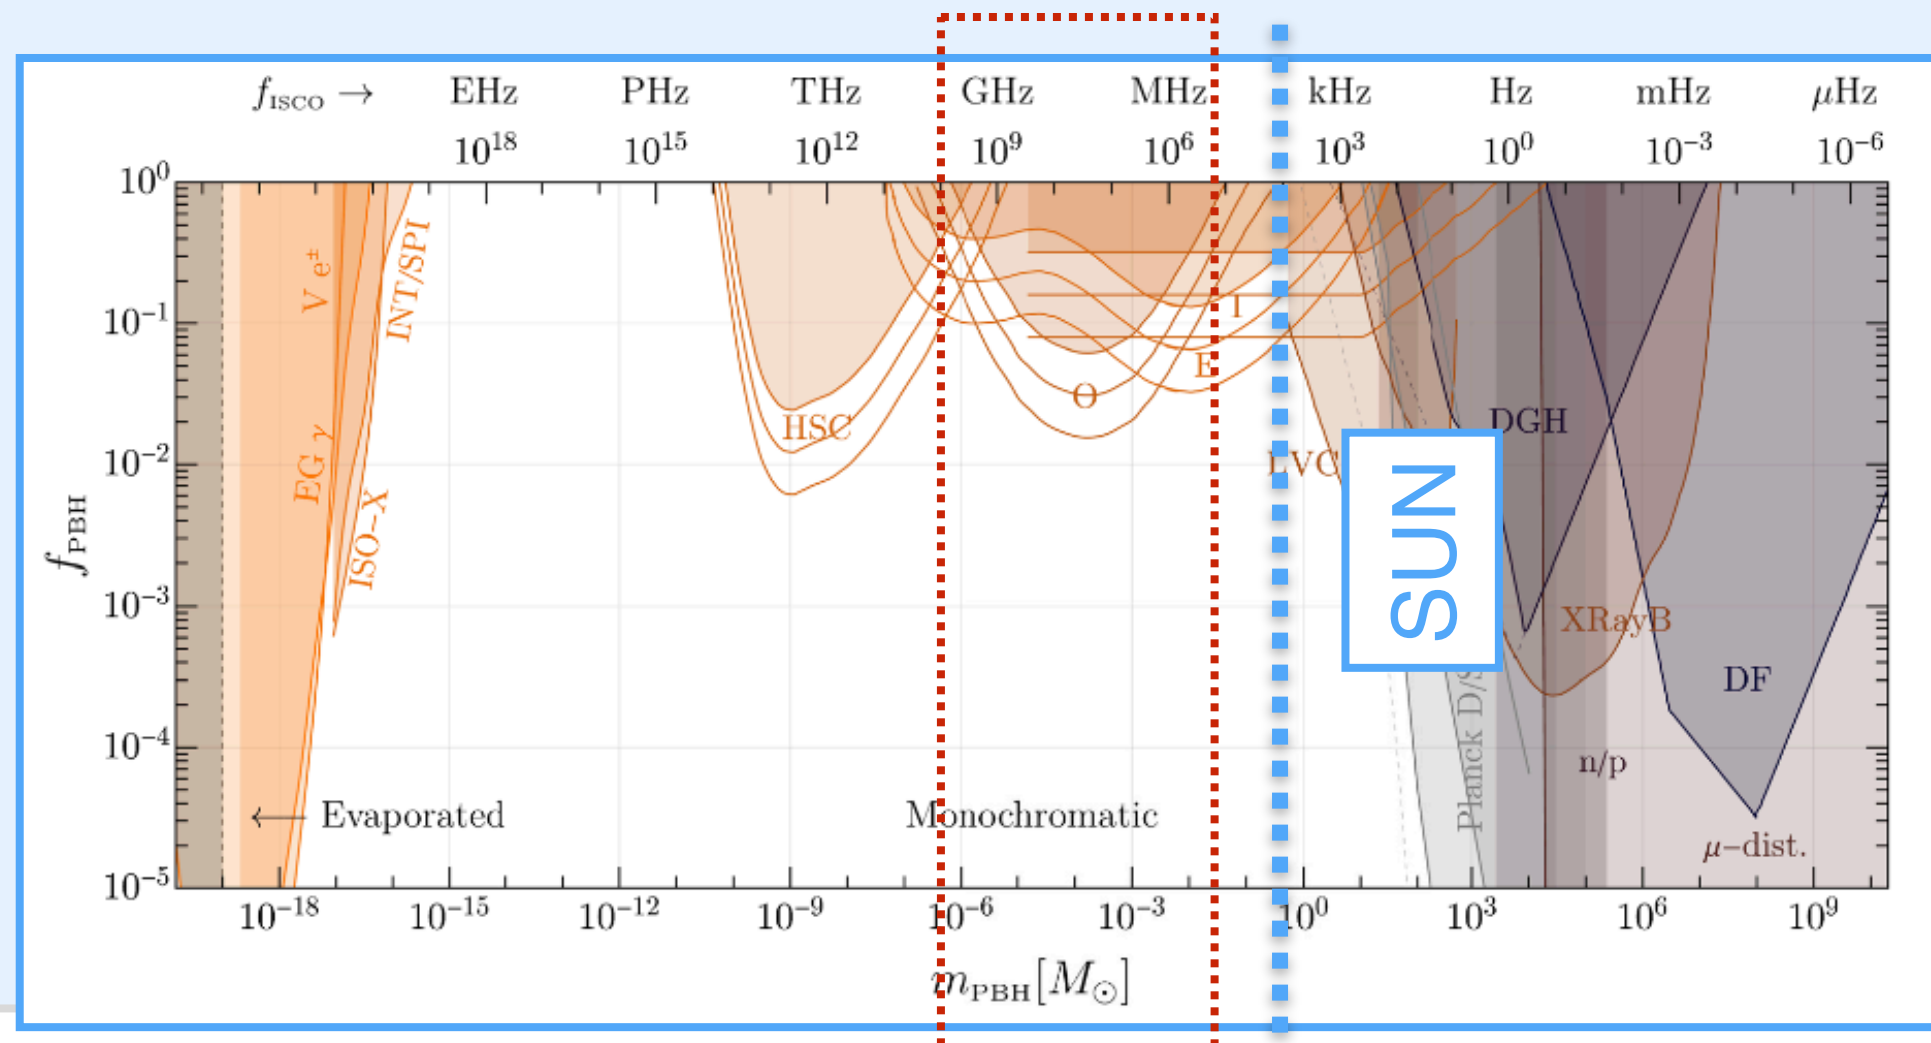 f_ISCO → EHz PHz THz GHz MHz kHz Hz mHz μHz
10^18 10^15 10^12 10^9 10^6 10^3 10^0 10^-3 10^-6
10^0
10^-1
10^-2
10^-3
10^-4
10^-5
f_PBH
V e^±
INT/SPI
EG γ
ISO-X
HSC
O
I
E
LVC
DGH
SUN
XRayB
DF
Planck D/S
n/p
μ-dist.
← Evaporated
Monochromatic
10^-18 10^-15 10^-12 10^-9 10^-6 10^-3 10^0 10^3 10^6 10^9
m_PBH[M_⊙]